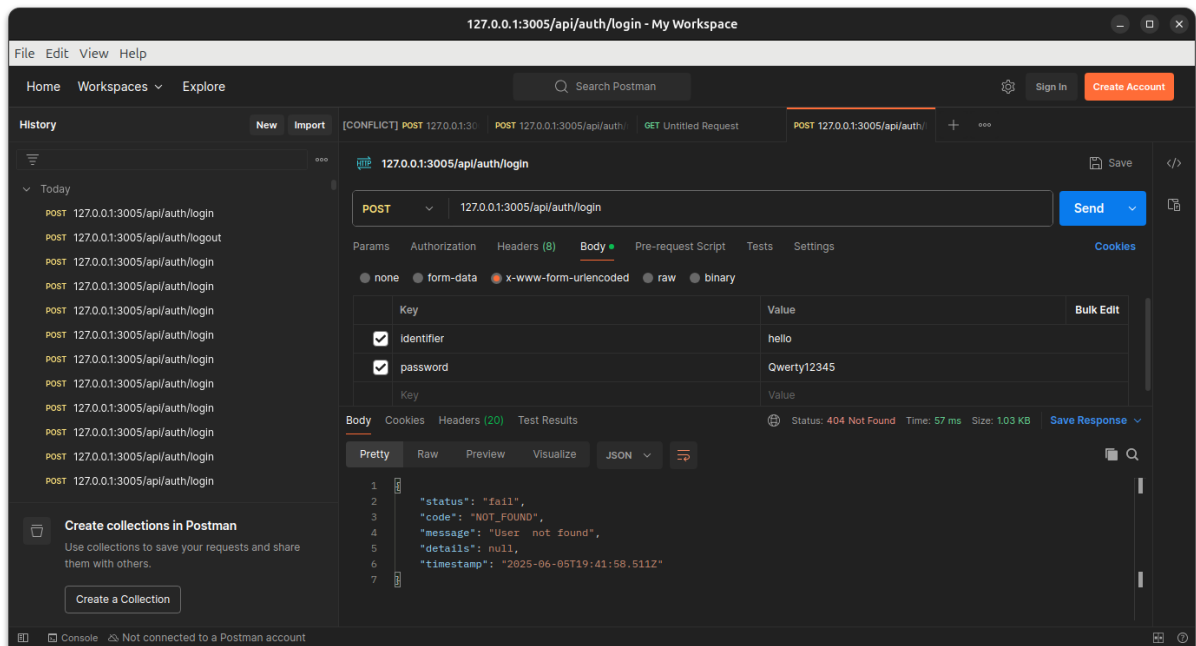 127.0.0.1:3005/api/auth/login - My Workspace
File Edit View Help
Home Workspaces Explore Search Postman Sign In Create Account
History New Import
[CONFLICT] POST 127.0.0.1:30 POST 127.0.0.1:3005/api/auth/ GET Untitled Request POST 127.0.0.1:3005/api/auth/
HTTP 127.0.0.1:3005/api/auth/login Save
Today
POST 127.0.0.1:3005/api/auth/login
POST 127.0.0.1:3005/api/auth/logout
POST 127.0.0.1:3005/api/auth/login
POST 127.0.0.1:3005/api/auth/login
POST 127.0.0.1:3005/api/auth/login
POST 127.0.0.1:3005/api/auth/login
POST 127.0.0.1:3005/api/auth/login
POST 127.0.0.1:3005/api/auth/login
POST 127.0.0.1:3005/api/auth/login
POST 127.0.0.1:3005/api/auth/login
POST 127.0.0.1:3005/api/auth/login
POST 127.0.0.1:3005/api/auth/login
Create collections in Postman
Use collections to save your requests and share
them with others.
Create a Collection
POST 127.0.0.1:3005/api/auth/login Send
Params Authorization Headers (8) Body Pre-request Script Tests Settings Cookies
none form-data x-www-form-urlencoded raw binary
Key Value Bulk Edit
identifier hello
password Qwerty12345
Key Value
Body Cookies Headers (20) Test Results Status: 404 Not Found Time: 57 ms Size: 1.03 KB Save Response
Pretty Raw Preview Visualize JSON
1 {
2 "status": "fail",
3 "code": "NOT_FOUND",
4 "message": "User  not found",
5 "details": null,
6 "timestamp": "2025-06-05T19:41:58.511Z"
7 }
Console Not connected to a Postman account